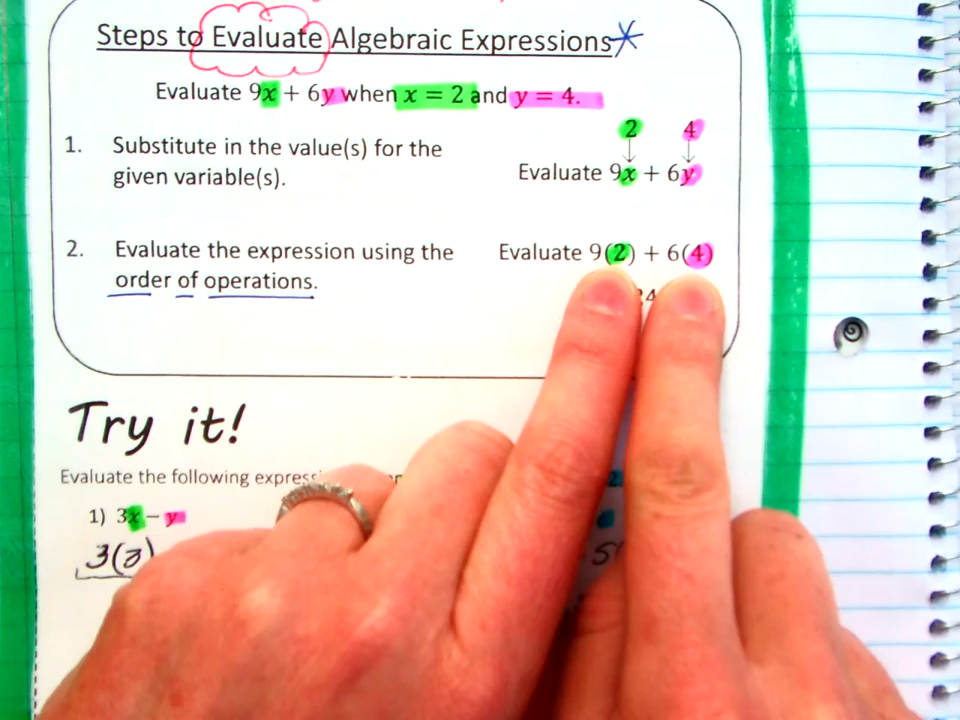 Steps to Evaluate Algebraic Expressions*
Evaluate 9x + 6y when x = 2 and y = 4.
2 4
1. Substitute in the value(s) for the
given variable(s).
Evaluate 9x + 6y
2. Evaluate the expression using the
order of operations.
Evaluate 9(2) + 6(4)
Try it!
Evaluate the following
1) 3x − y
3(3)